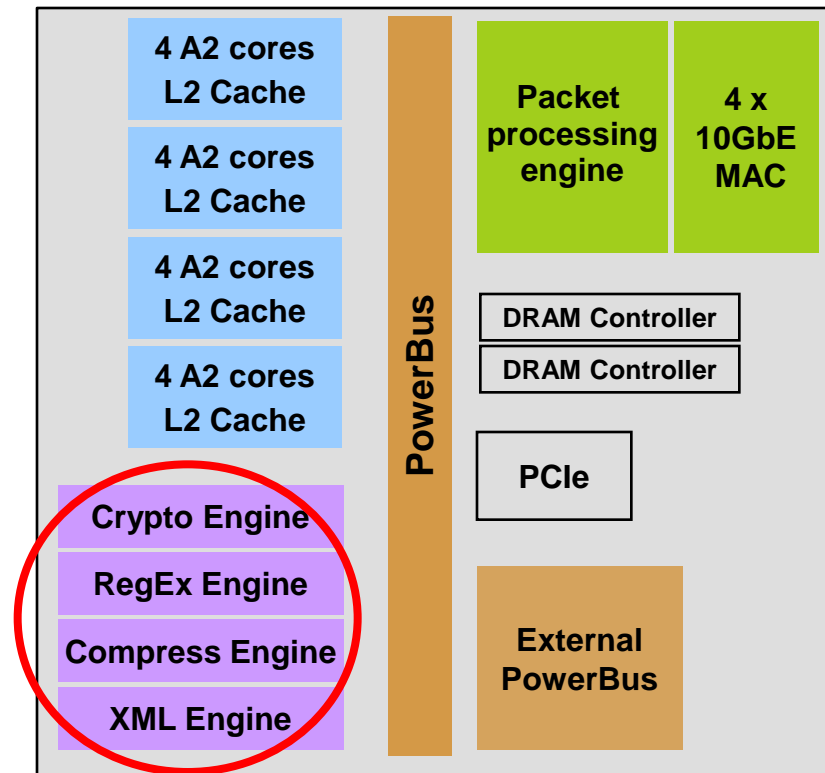 4 A2 cores
L2 Cache
4 A2 cores
L2 Cache
4 A2 cores
L2 Cache
4 A2 cores
L2 Cache
Crypto Engine
RegEx Engine
Compress Engine
XML Engine
PowerBus
Packet
processing
engine
4 x
10GbE
MAC
DRAM Controller
DRAM Controller
PCIe
External
PowerBus